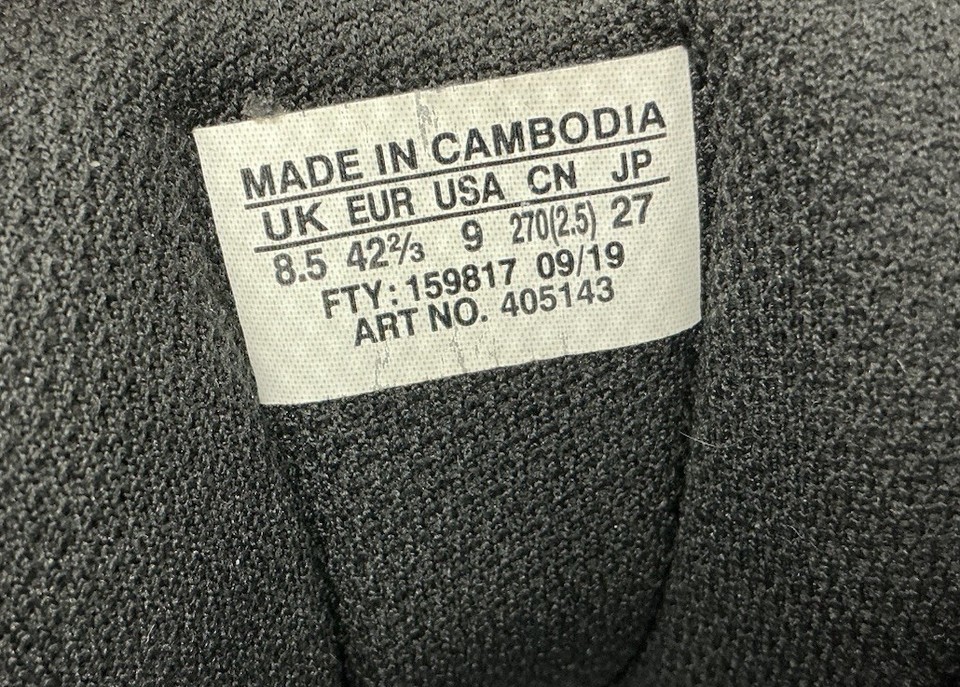 MADE IN CAMBODIA
UK EUR USA CN JP
8.5 42⅔ 9 270(2.5) 27
FTY: 159817 09/19
ART NO. 405143